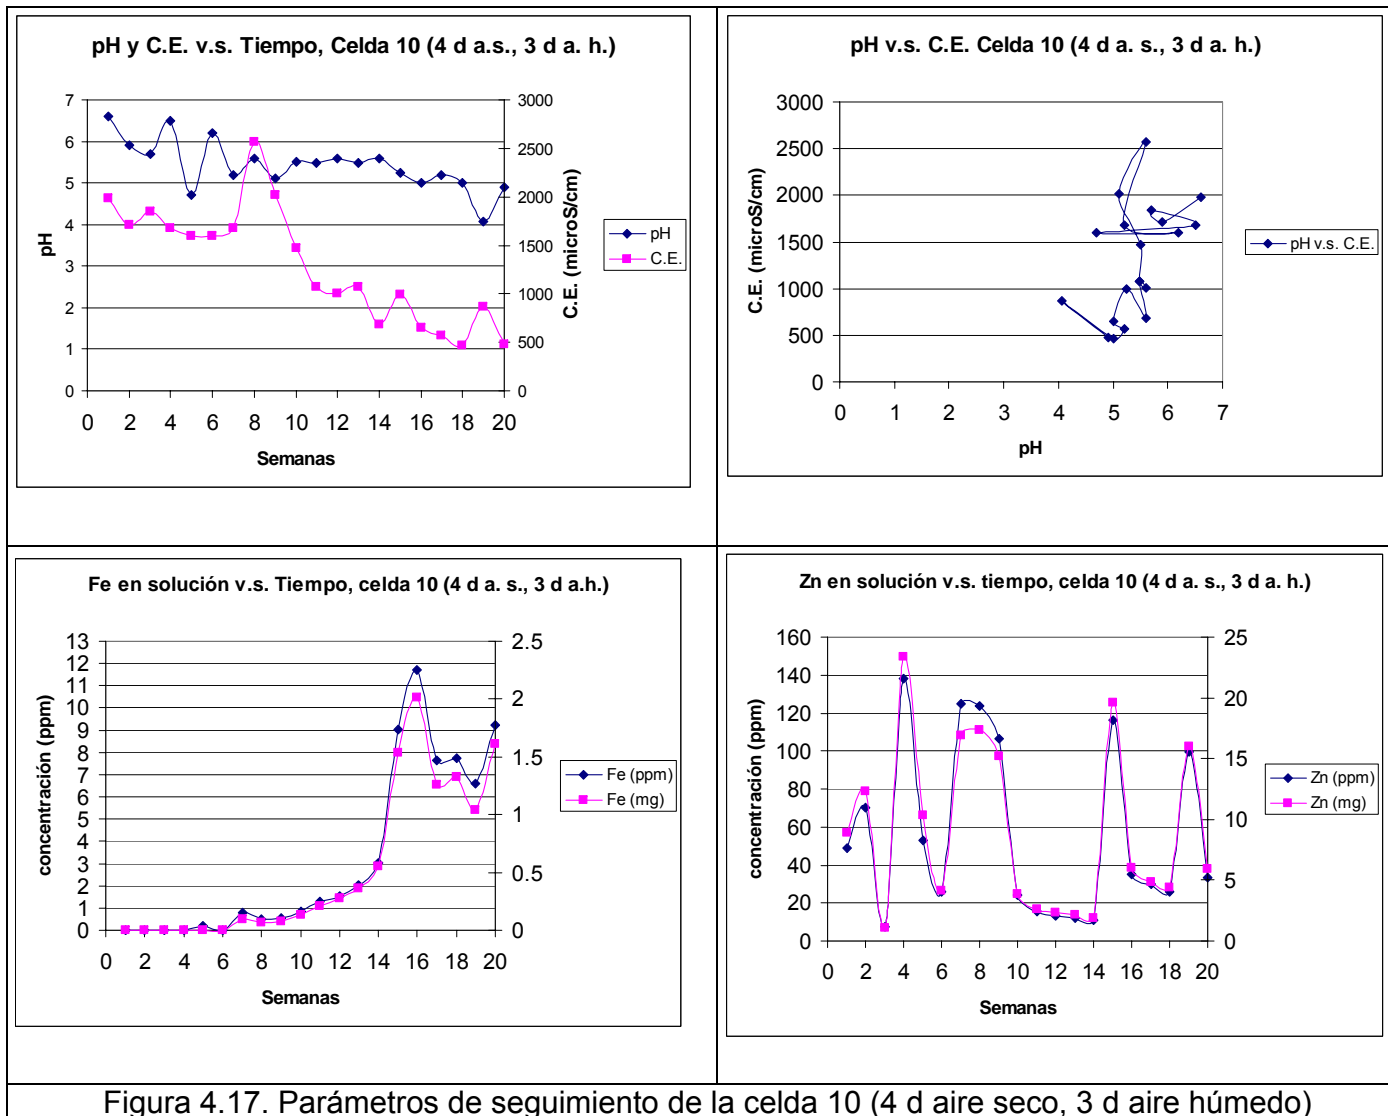 pH y C.E. v.s. Tiempo, Celda 10 (4 d a.s., 3 d a. h.)
7
6
5
4
3
2
1
0
pH
3000
2500
2000
1500
1000
500
0
C.E. (microS/cm)
0 2 4 6 8 10 12 14 16 18 20
Semanas
pH
C.E.
pH v.s. C.E. Celda 10 (4 d a. s., 3 d a. h.)
3000
2500
2000
1500
1000
500
0
C.E. (microS/cm)
0 1 2 3 4 5 6 7
pH
pH v.s. C.E.
Fe en solución v.s. Tiempo, celda 10 (4 d a. s., 3 d a.h.)
13
12
11
10
9
8
7
6
5
4
3
2
1
0
concentración (ppm)
2.5
2
1.5
1
0.5
0
0 2 4 6 8 10 12 14 16 18 20
Semanas
Fe (ppm)
Fe (mg)
Zn en solución v.s. tiempo, celda 10 (4 d a. s., 3 d a. h.)
160
140
120
100
80
60
40
20
0
concentración (ppm)
25
20
15
10
5
0
0 2 4 6 8 10 12 14 16 18 20
Semanas
Zn (ppm)
Zn (mg)
Figura 4.17. Parámetros de seguimiento de la celda 10 (4 d aire seco, 3 d aire húmedo)